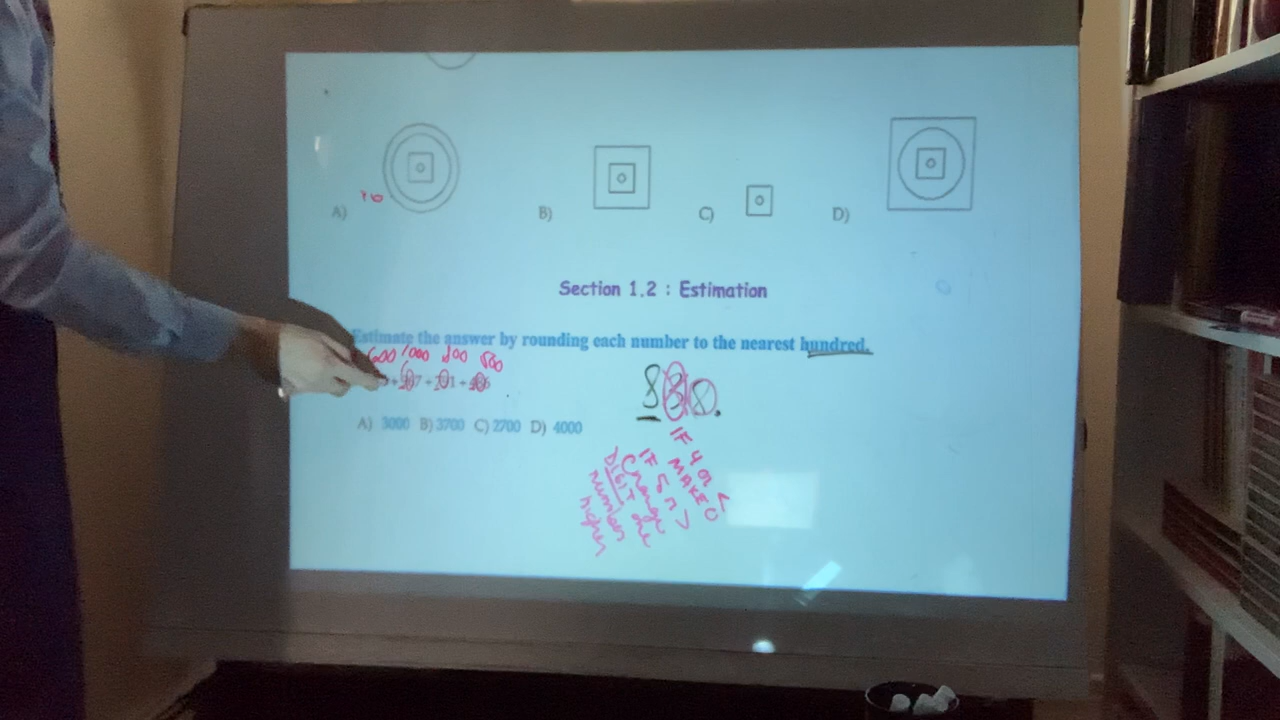 A)
B)
C)
D)
Section 1.2 : Estimation
Estimate the answer by rounding each number to the nearest hundred.
600 1000 500
A) 3000 B) 3700 C) 2700 D) 4000
888.
IF 4 or <
MAKE 0
IF 5 or >
Change the
DIGIT
number
higher